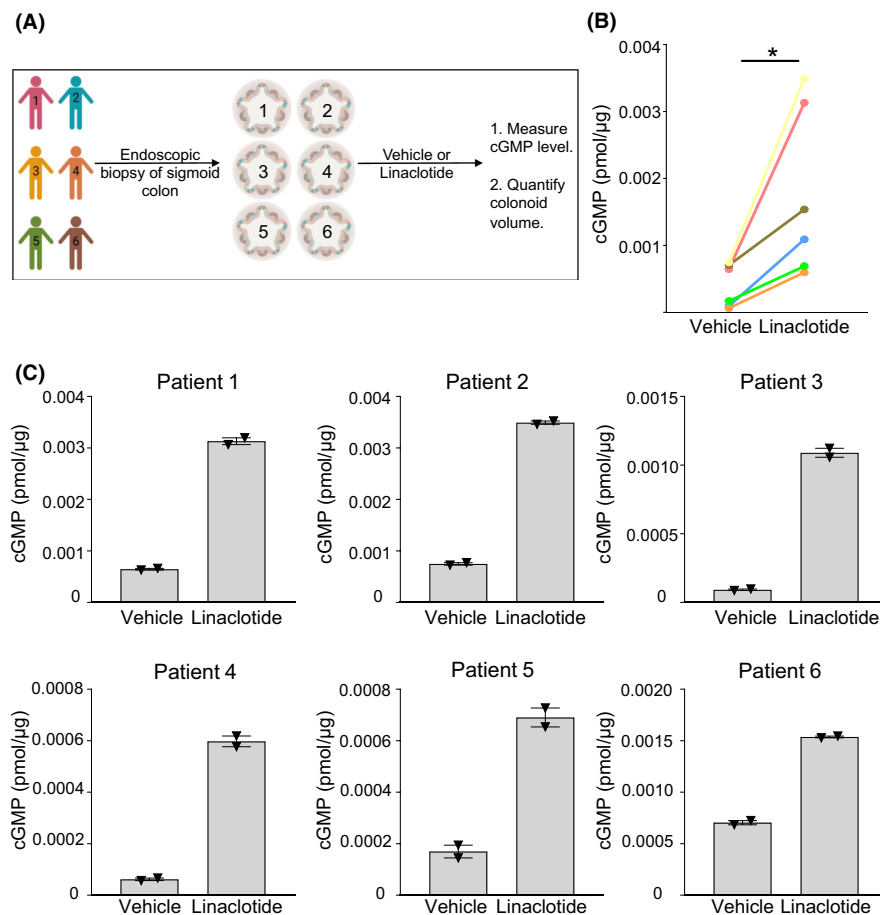 (A)
1 2
3 4
5 6
Endoscopic
biopsy of sigmoid
colon
1 2
3 4
5 6
Vehicle or
Linaclotide
1. Measure
cGMP level.
2. Quantify
colonoid
volume.
(B)
cGMP (pmol/µg)
0.004
0.003
0.002
0.001
*
Vehicle Linaclotide
(C)
Patient 1
cGMP (pmol/µg)
0.004
0.003
0.002
0.001
0
Vehicle Linaclotide
Patient 2
cGMP (pmol/µg)
0.004
0.003
0.002
0.001
0
Vehicle Linaclotide
Patient 3
cGMP (pmol/µg)
0.0015
0.0010
0.0005
0
Vehicle Linaclotide
Patient 4
cGMP (pmol/µg)
0.0008
0.0006
0.0004
0.0002
0
Vehicle Linaclotide
Patient 5
cGMP (pmol/µg)
0.0008
0.0006
0.0004
0.0002
0
Vehicle Linaclotide
Patient 6
cGMP (pmol/µg)
0.0020
0.0015
0.0010
0.0005
0
Vehicle Linaclotide